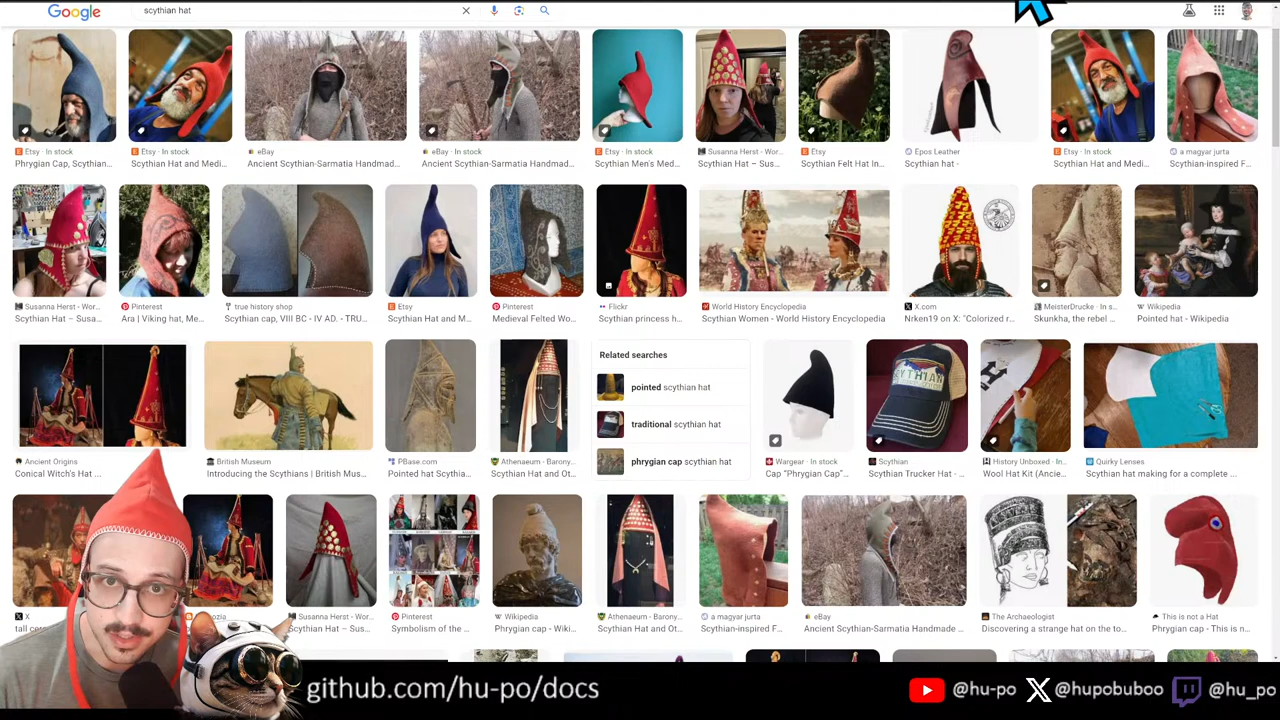 Google
scythian hat
Etsy · In stock
Phrygian Cap, Scythian...
Etsy · In stock
Scythian Hat and Medi...
eBay
Ancient Scythian-Sarmatia Handmad...
eBay
Ancient Scythian-Sarmatia Handmad...
Etsy · In stock
Scythian Men's Med...
Susanna Herst - Wor...
Scythian Hat – Sus...
Etsy
Scythian Felt Hat In...
Epos Leather
Scythian hat -
Etsy · In stock
Scythian Hat and Medi...
a magyar jurta
Scythian-inspired F...
Susanna Herst - Wor...
Scythian Hat – Susa...
Pinterest
Ara | Viking hat, Me...
true history shop
Scythian cap, VIII BC - IV AD. - TRU...
Etsy
Scythian Hat and M...
Pinterest
Medieval Felted Wo...
Flickr
Scythian princess h...
World History Encyclopedia
Scythian Women - World History Encyclopedia
X.com
Nrken19 on X: "Colorized r...
MeisterDrucke · In s...
Skunkha, the rebel ...
Wikipedia
Pointed hat - Wikipedia
Ancient Origins
Conical Witch's Hat ...
British Museum
Introducing the Scythians | British Mus...
PBase.com
Pointed hat Scythia...
Athenaeum - Barony...
Scythian Hat and Ot...
Related searches
pointed scythian hat
traditional scythian hat
phrygian cap scythian hat
Wargear · In stock
Cap "Phrygian Cap"...
SCYTHIAN
Scythian
Scythian Trucker Hat - ...
History Unboxed · In...
Wool Hat Kit (Ancie...
Quirky Lenses
Scythian hat making for a complete ...
X
tall ce
ozia
Susanna Herst - Wor...
Scythian Hat – Sus...
Pinterest
Symbolism of the ...
Wikipedia
Phrygian cap - Wiki...
Athenaeum - Barony...
Scythian Hat and Ot...
a magyar jurta
Scythian-inspired F...
eBay
Ancient Scythian-Sarmatia Handmade ...
The Archaeologist
Discovering a strange hat on the to...
This is not a Hat
Phrygian cap - This is n...
github.com/hu-po/docs
@hu-po
@hupobuboo
@hu_po